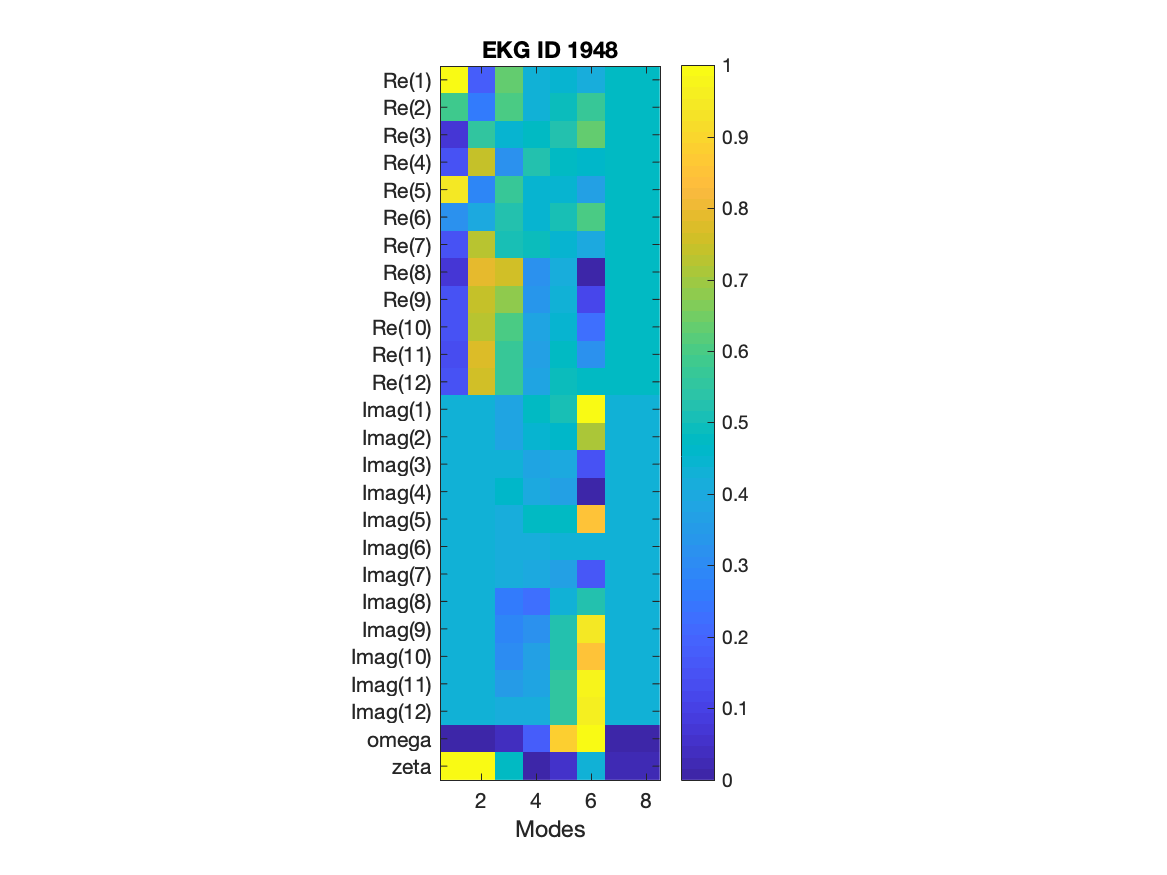 EKG ID 1948
Re(1)
Re(2)
Re(3)
Re(4)
Re(5)
Re(6)
Re(7)
Re(8)
Re(9)
Re(10)
Re(11)
Re(12)
Imag(1)
Imag(2)
Imag(3)
Imag(4)
Imag(5)
Imag(6)
Imag(7)
Imag(8)
Imag(9)
Imag(10)
Imag(11)
Imag(12)
omega
zeta
2 4 6 8
Modes
1
0.9
0.8
0.7
0.6
0.5
0.4
0.3
0.2
0.1
0